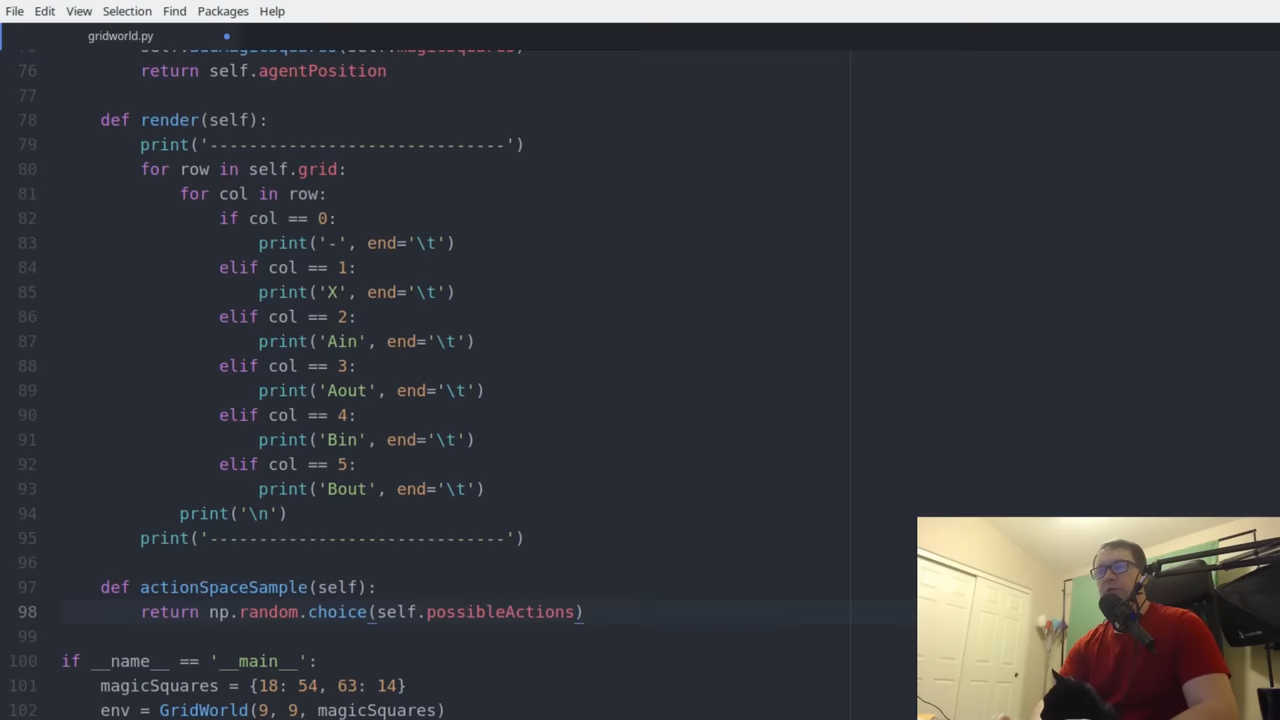 File Edit View Selection Find Packages Help
gridworld.py
75 self.addMagicSquares(self.magicSquares)
76 return self.agentPosition
77
78 def render(self):
79 print('------------------------------')
80 for row in self.grid:
81 for col in row:
82 if col == 0:
83 print('-', end='\t')
84 elif col == 1:
85 print('X', end='\t')
86 elif col == 2:
87 print('Ain', end='\t')
88 elif col == 3:
89 print('Aout', end='\t')
90 elif col == 4:
91 print('Bin', end='\t')
92 elif col == 5:
93 print('Bout', end='\t')
94 print('\n')
95 print('------------------------------')
96
97 def actionSpaceSample(self):
98 return np.random.choice(self.possibleActions)
99
100 if __name__ == '__main__':
101 magicSquares = {18: 54, 63: 14}
102 env = GridWorld(9, 9, magicSquares)